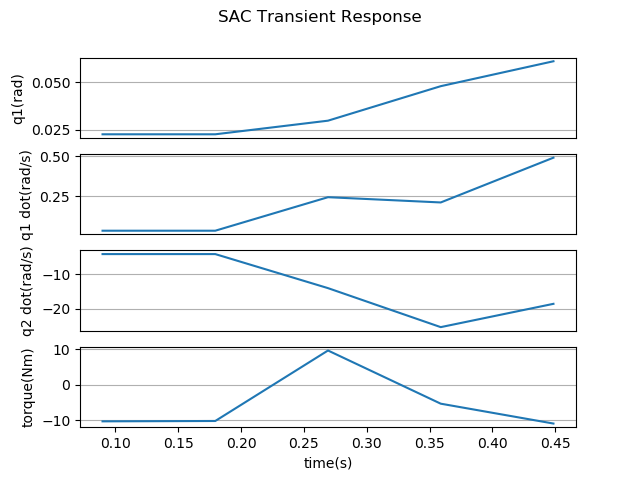 SAC Transient Response
q1(rad)
0.050
0.025
q1 dot(rad/s)
0.50
0.25
q2 dot(rad/s)
−10
−20
torque(Nm)
10
0
−10
0.10 0.15 0.20 0.25 0.30 0.35 0.40 0.45
time(s)